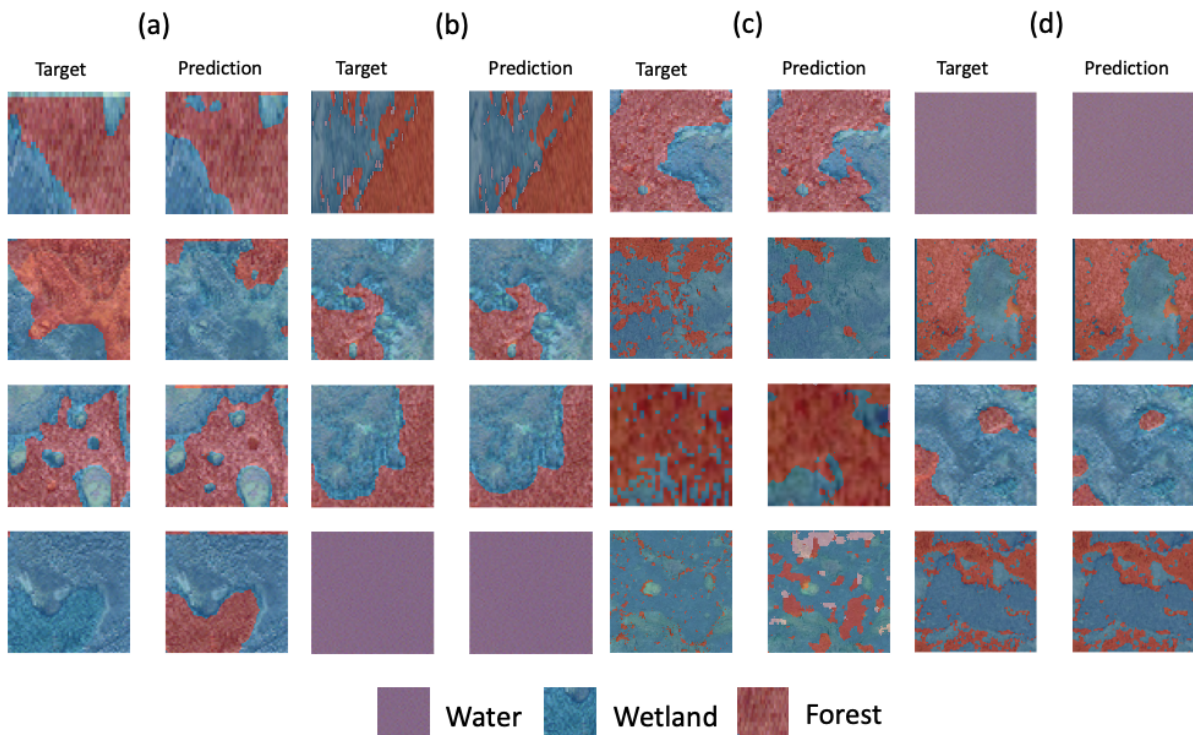 (a) (b) (c) (d)
Target Prediction Target Prediction Target Prediction Target Prediction
Water Wetland Forest